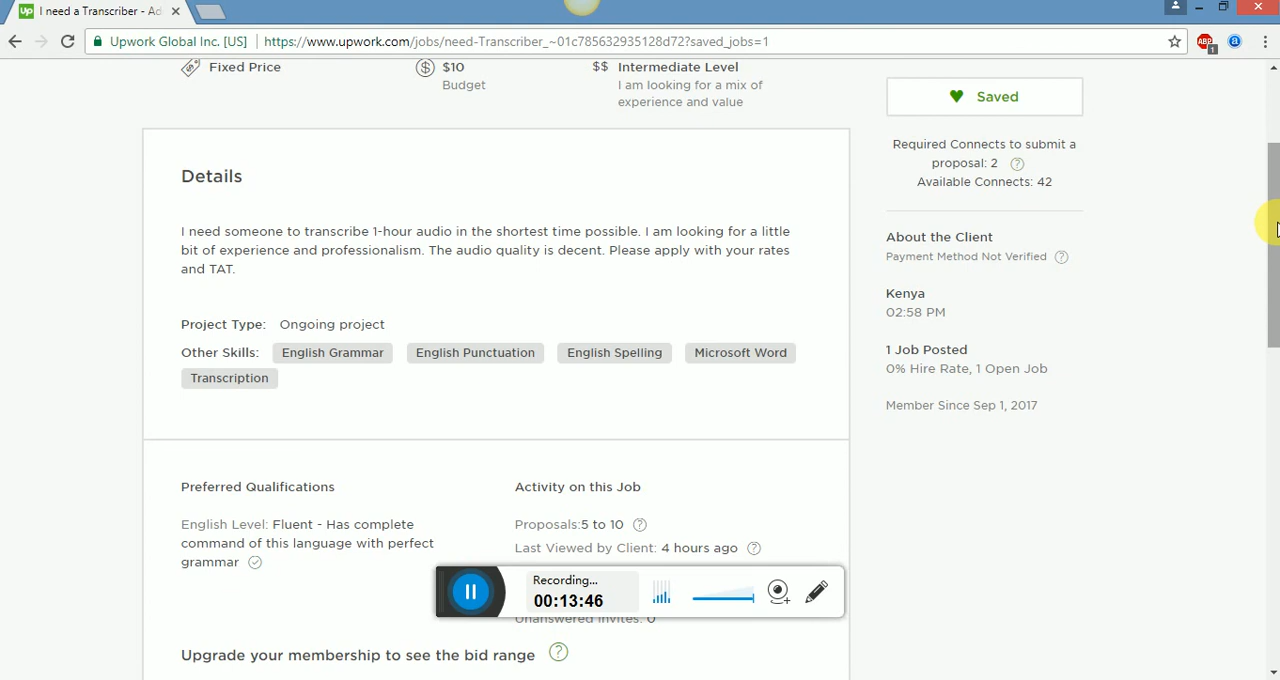 up I need a Transcriber - Ad
Upwork Global Inc. [US] https://www.upwork.com/jobs/need-Transcriber_~01c785632935128d72?saved_jobs=1
ABP 1 a
Fixed Price
$ $10
Budget
$$ Intermediate Level
I am looking for a mix of
experience and value
Details
I need someone to transcribe 1-hour audio in the shortest time possible. I am looking for a little
bit of experience and professionalism. The audio quality is decent. Please apply with your rates
and TAT.
Project Type: Ongoing project
Other Skills: English Grammar English Punctuation English Spelling Microsoft Word
Transcription
Preferred Qualifications
English Level: Fluent - Has complete
command of this language with perfect
grammar
Activity on this Job
Proposals:5 to 10 ?
Last Viewed by Client: 4 hours ago ?
Unanswered Invites: 0
Upgrade your membership to see the bid range ?
Saved
Required Connects to submit a
proposal: 2 ?
Available Connects: 42
About the Client
Payment Method Not Verified ?
Kenya
02:58 PM
1 Job Posted
0% Hire Rate, 1 Open Job
Member Since Sep 1, 2017
Recording...
00:13:46